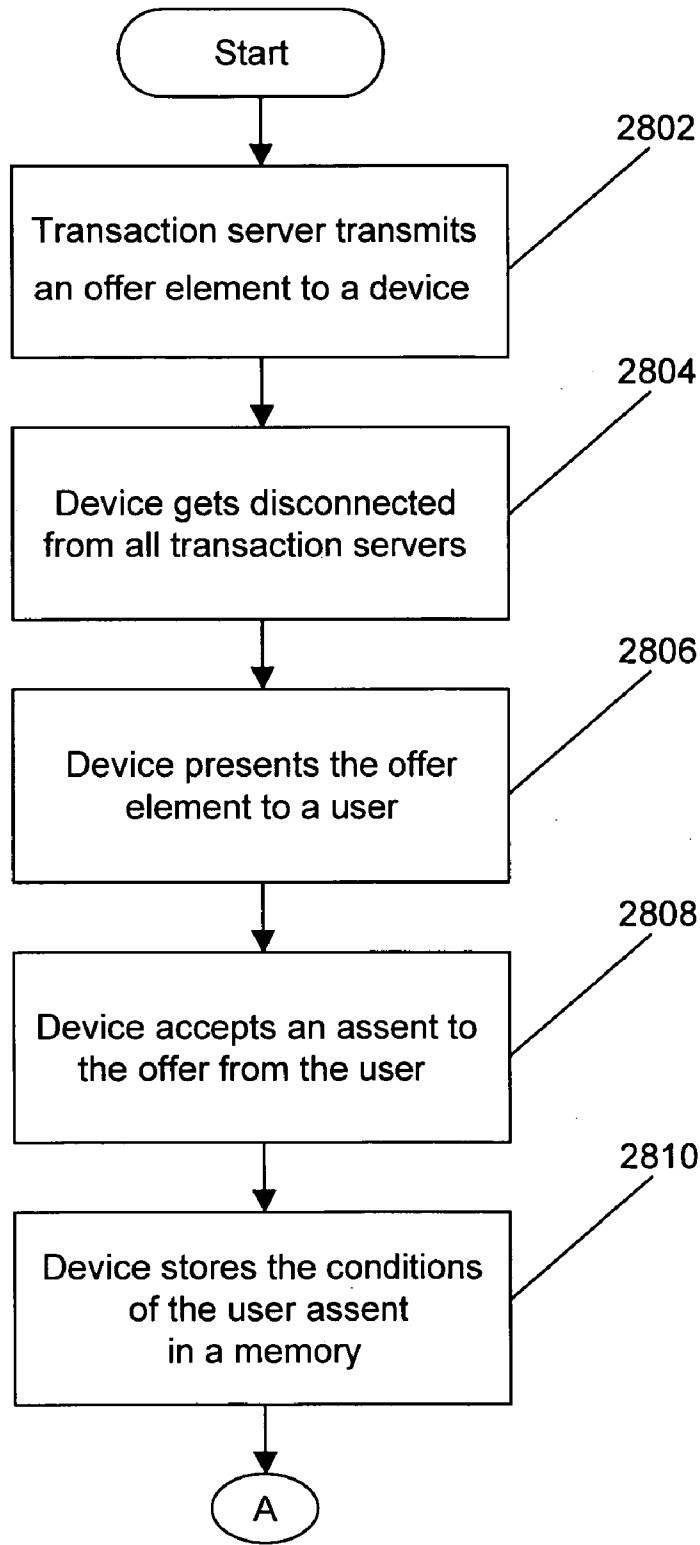 Start
2802
Transaction server transmits
an offer element to a device
2804
Device gets disconnected
from all transaction servers
2806
Device presents the offer
element to a user
2808
Device accepts an assent to
the offer from the user
2810
Device stores the conditions
of the user assent
in a memory
A